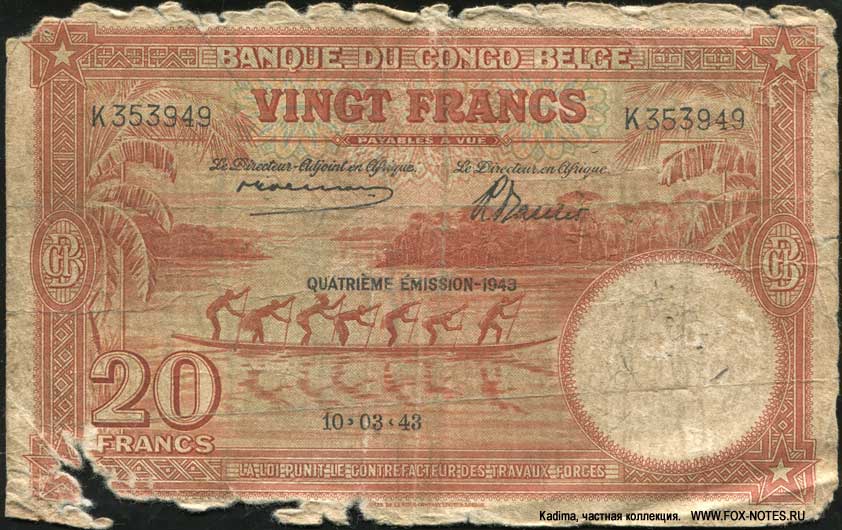 BANQUE DU CONGO BELGE
VINGT FRANCS
K353949
K353949
PAYABLES A VUE
Le Directeur-Adjoint en Afrique.
Le Directeur en Afrique
BCB
BCB
QUATRIÈME ÉMISSION-1943
20
FRANCS
10·03·43
LA LOI PUNIT LE CONTREFACTEUR DES TRAVAUX FORCES
Kadima, частная коллекция.
WWW.FOX-NOTES.RU